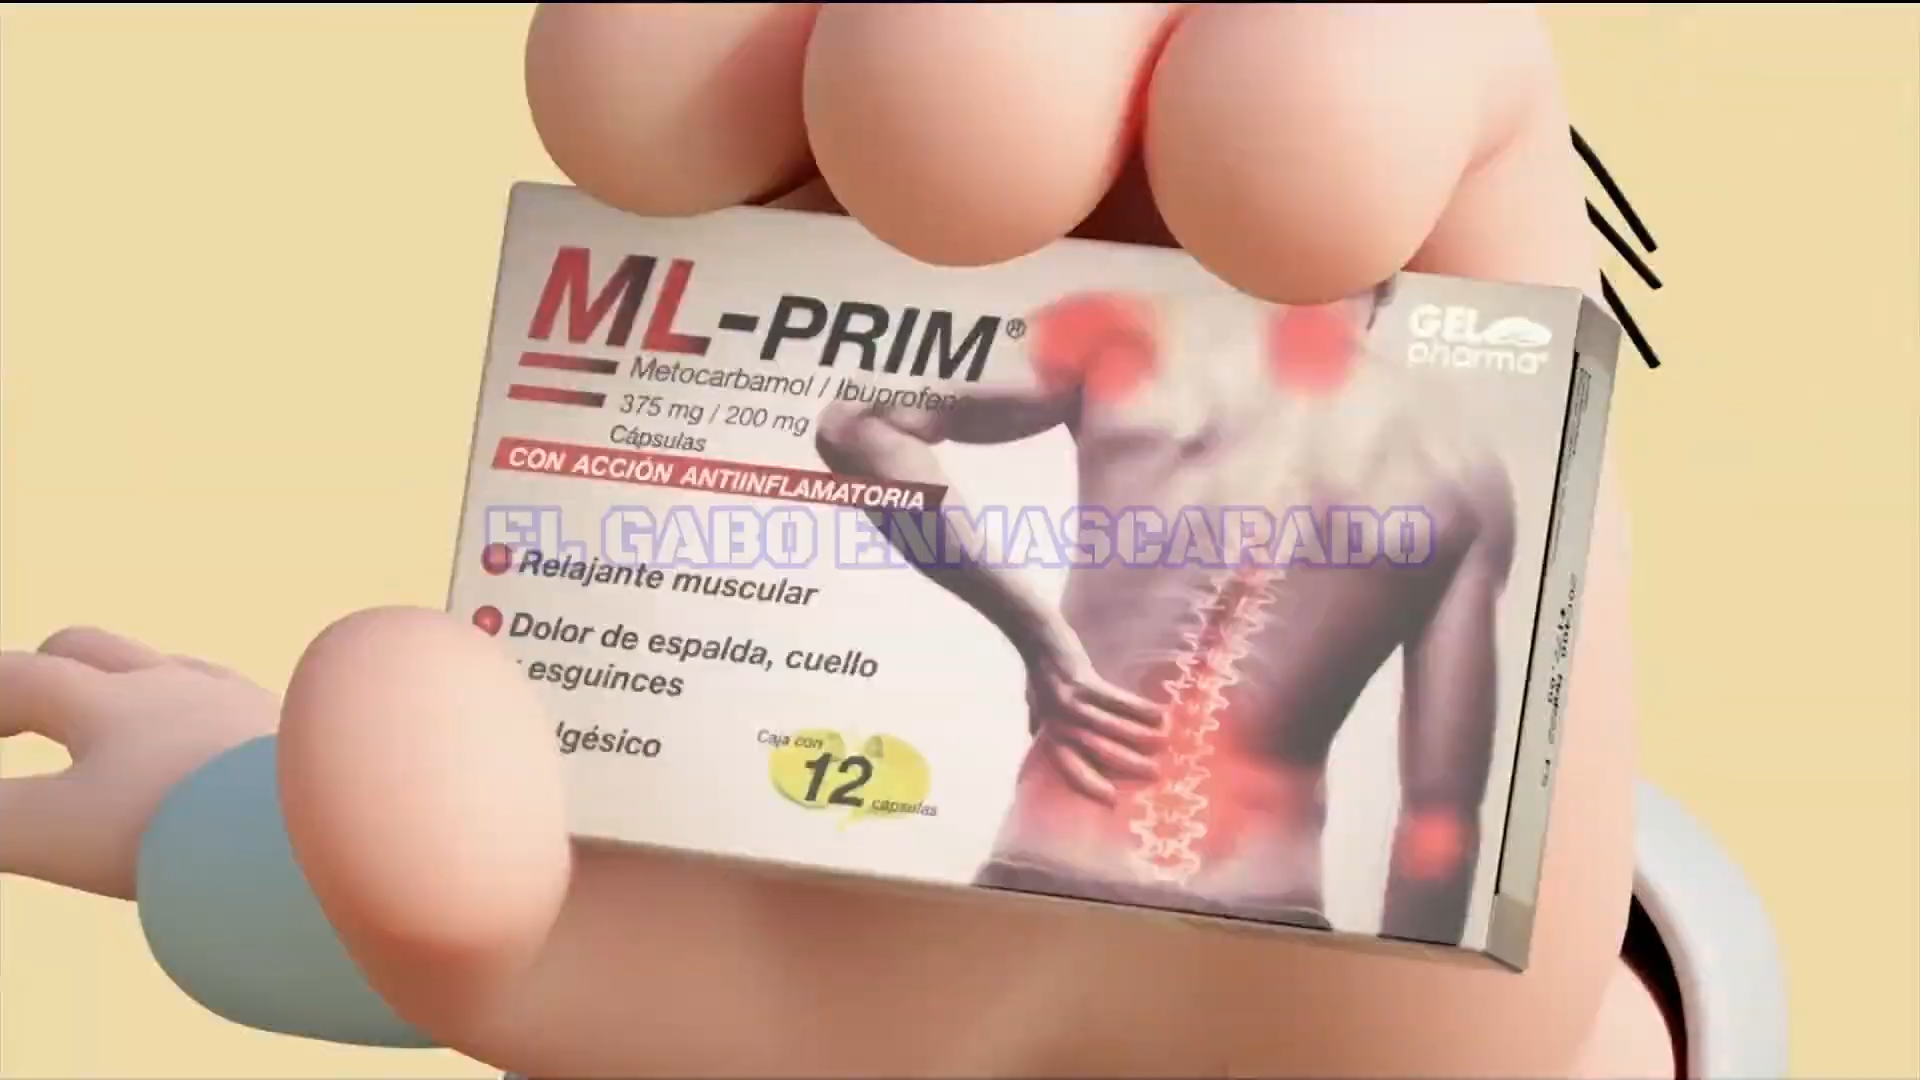 ML-PRIM®
Metocarbamol / Ibuprofeno
375 mg / 200 mg
Cápsulas
CON ACCIÓN ANTIINFLAMATORIA
GEL
pharma®
EL GABO ENMASCARADO
Relajante muscular
Dolor de espalda, cuello
y esguinces
lgésico
Caja con
12
cápsulas